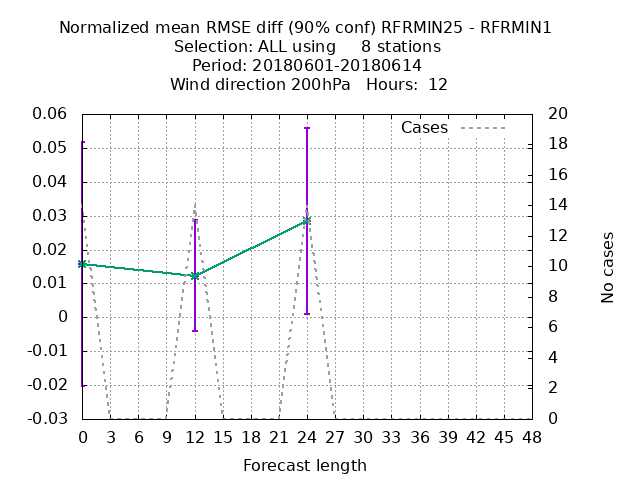 Normalized mean RMSE diff (90% conf) RFRMIN25 - RFRMIN1
Selection: ALL using     8 stations
Period: 20180601-20180614
Wind direction 200hPa   Hours:  12
Cases
0.06
0.05
0.04
0.03
0.02
0.01
0
-0.01
-0.02
-0.03
20
18
16
14
12
10
8
6
4
2
0
No cases
0 3 6 9 12 15 18 21 24 27 30 33 36 39 42 45 48
Forecast length